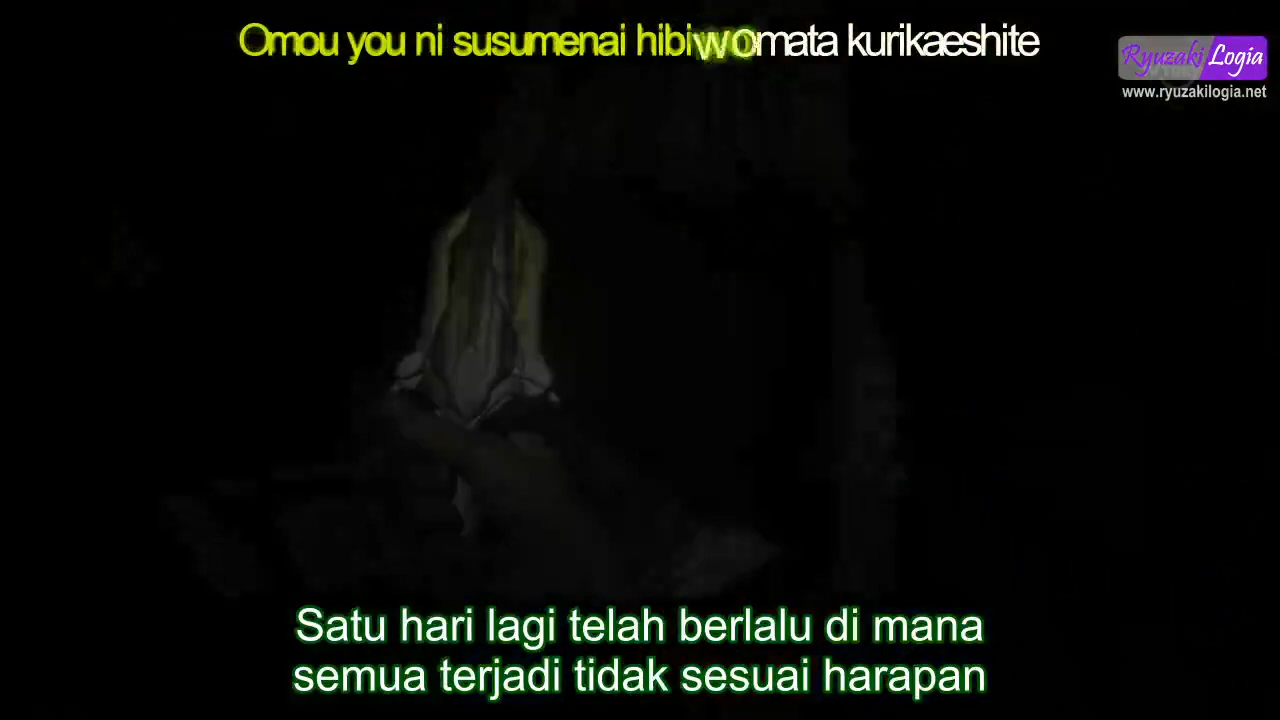 Omou you ni susumenai hibi wo mata kurikaeshite
Ryuzaki Logia
www.ryuzakilogia.net
Satu hari lagi telah berlalu di mana
semua terjadi tidak sesuai harapan